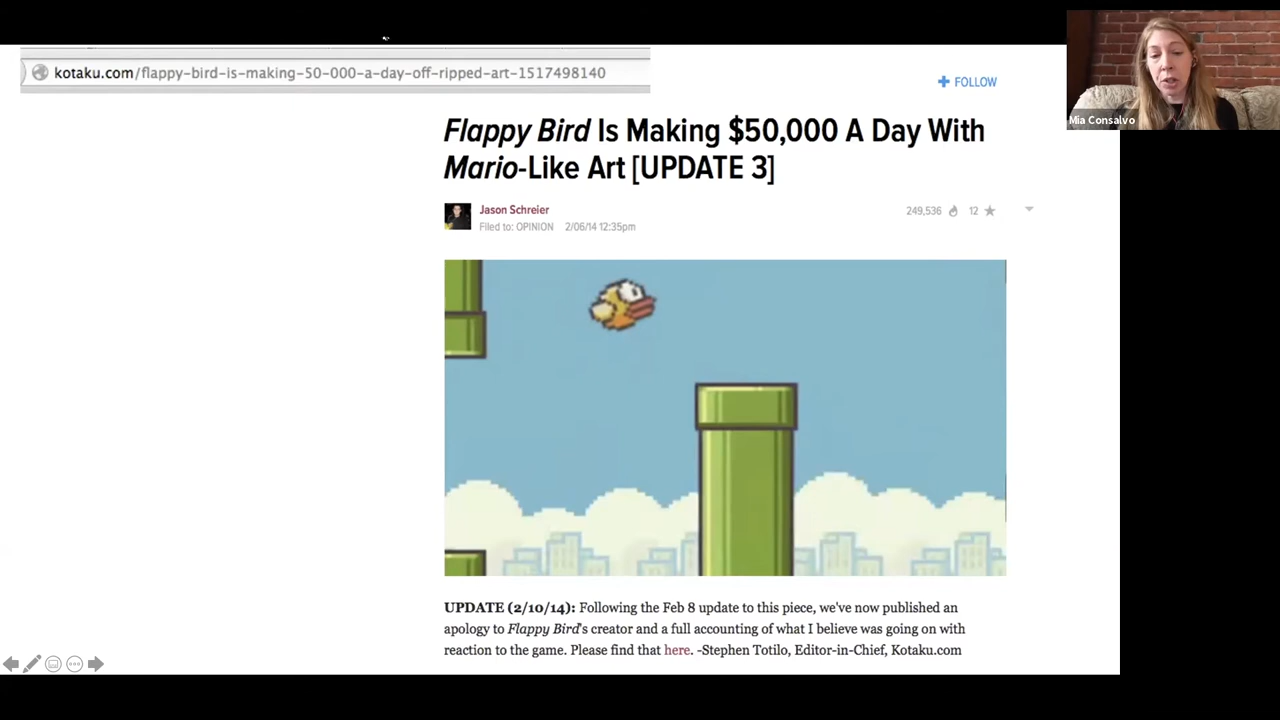 kotaku.com/flappy-bird-is-making-50-000-a-day-off-ripped-art-1517498140
Mia Consalvo
FOLLOW
Flappy Bird Is Making $50,000 A Day With
Mario-Like Art [UPDATE 3]
Jason Schreier
249,536 12
Filed to: OPINION 2/06/14 12:35pm
UPDATE (2/10/14): Following the Feb 8 update to this piece, we've now published an
apology to Flappy Bird's creator and a full accounting of what I believe was going on with
reaction to the game. Please find that here. -Stephen Totilo, Editor-in-Chief, Kotaku.com